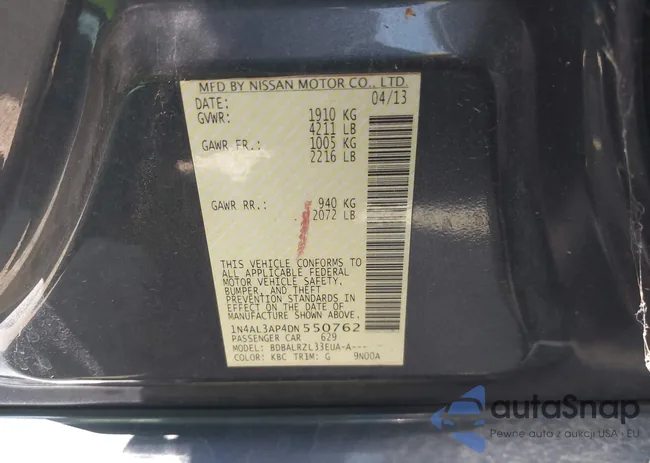 MFD BY NISSAN MOTOR CO., LTD.
DATE: 04/13
GVWR: 1910 KG
4211 LB
GAWR FR.: 1005 KG
2216 LB
GAWR RR.: 940 KG
2072 LB
THIS VEHICLE CONFORMS TO
ALL APPLICABLE FEDERAL
MOTOR VEHICLE SAFETY,
BUMPER, AND THEFT
PREVENTION STANDARDS IN
EFFECT ON THE DATE OF
MANUFACTURE SHOWN ABOVE.
1N4AL3AP4DN550762
PASSENGER CAR 629
MODEL: BDBALRZL33EUA-A---
COLOR: KBC TRIM: G 9N00A
autaSnap
Pewne auto z aukcji USA i EU